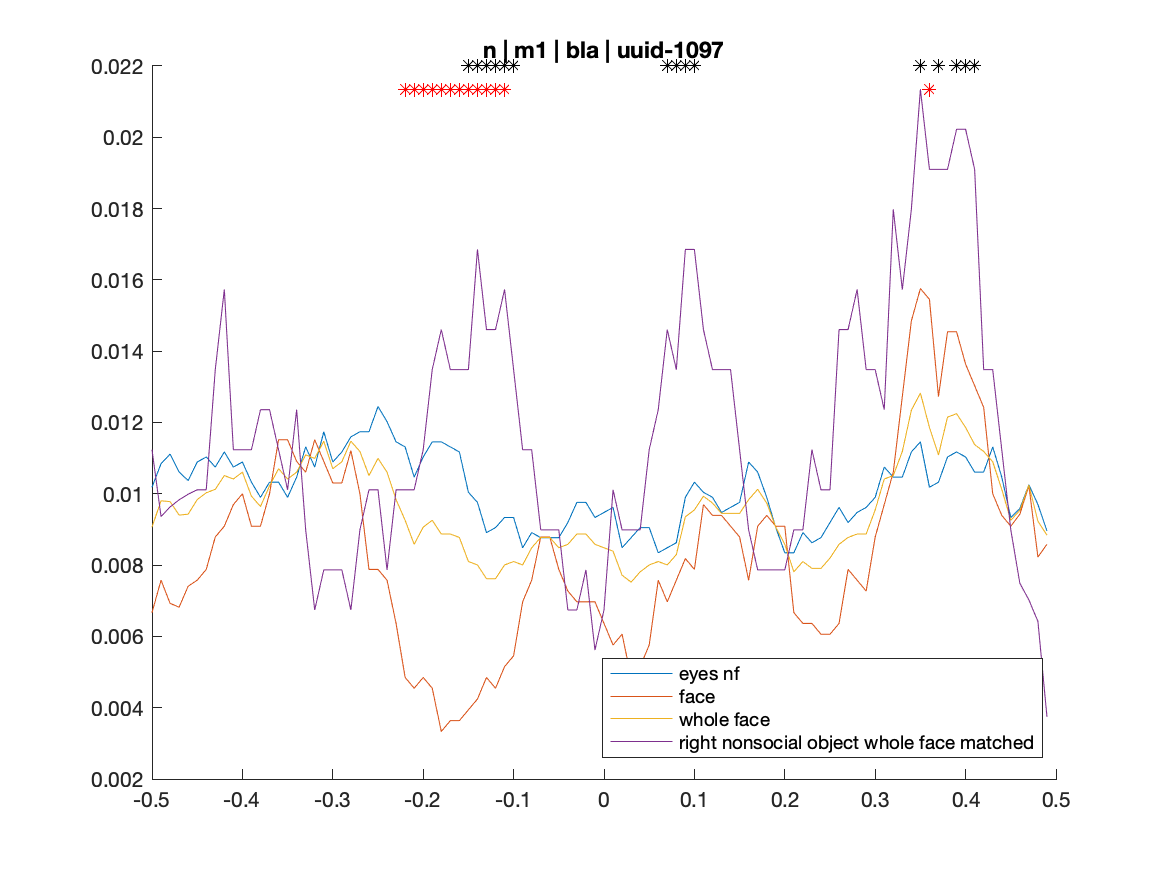 n | m1 | bla | uuid-1097
0.022
0.02
0.018
0.016
0.014
0.012
0.01
0.008
0.006
0.004
0.002
eyes nf
face
whole face
right nonsocial object whole face matched
-0.5 -0.4 -0.3 -0.2 -0.1 0 0.1 0.2 0.3 0.4 0.5